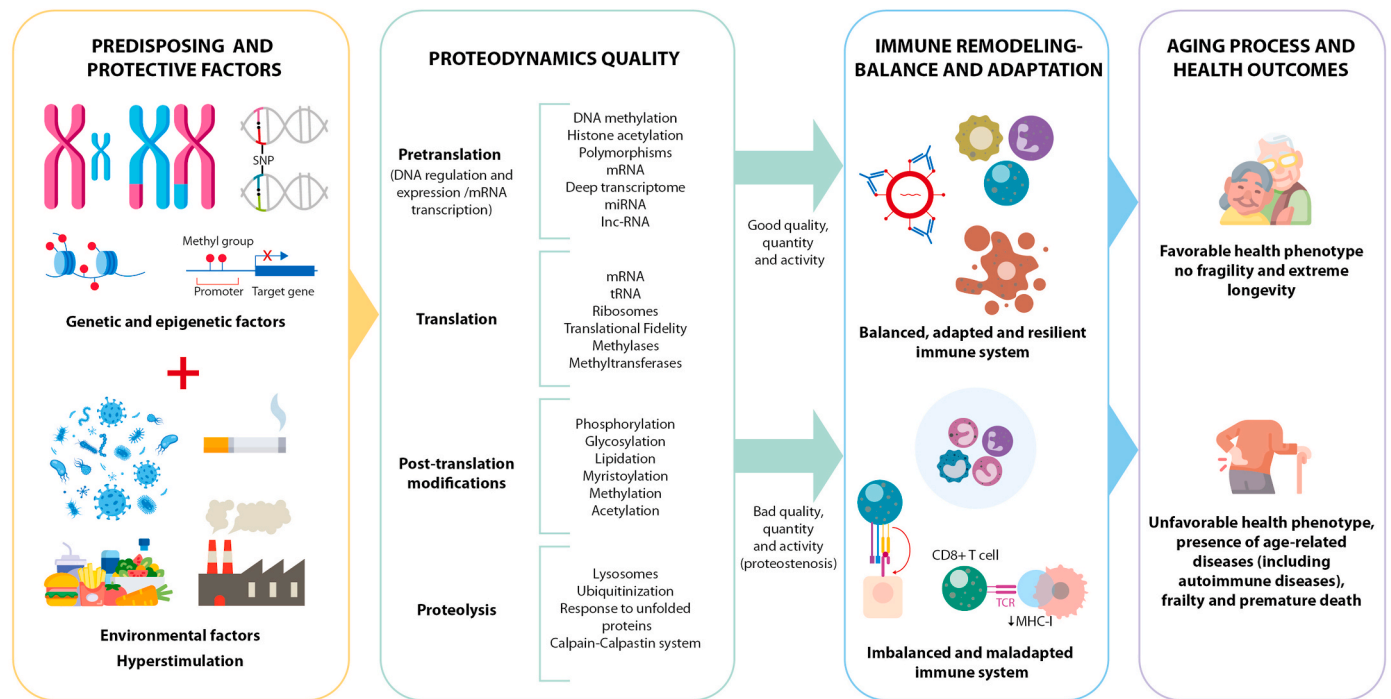 PREDISPOSING AND
PROTECTIVE FACTORS
SNP
Methyl group
Promoter
Target gene
Genetic and epigenetic factors
Environmental factors
Hyperstimulation
PROTEODYNAMICS QUALITY
Pretranslation
(DNA regulation and
expression /mRNA
transcription)
DNA methylation
Histone acetylation
Polymorphisms
mRNA
Deep transcriptome
miRNA
lnc-RNA
Translation
mRNA
tRNA
Ribosomes
Translational Fidelity
Methylases
Methyltransferases
Post-translation
modifications
Phosphorylation
Glycosylation
Lipidation
Myristoylation
Methylation
Acetylation
Proteolysis
Lysosomes
Ubiquitinization
Response to unfolded
proteins
Calpain-Calpastin system
Good quality,
quantity
and activity
Bad quality,
quantity
and activity
(proteostenosis)
IMMUNE REMODELING-
BALANCE AND ADAPTATION
Balanced, adapted and resilient
immune system
CD8+ T cell
TCR
↓MHC-I
Imbalanced and maladapted
immune system
AGING PROCESS AND
HEALTH OUTCOMES
Favorable health phenotype
no fragility and extreme
longevity
Unfavorable health phenotype,
presence of age-related
diseases (including
autoimmune diseases),
frailty and premature death